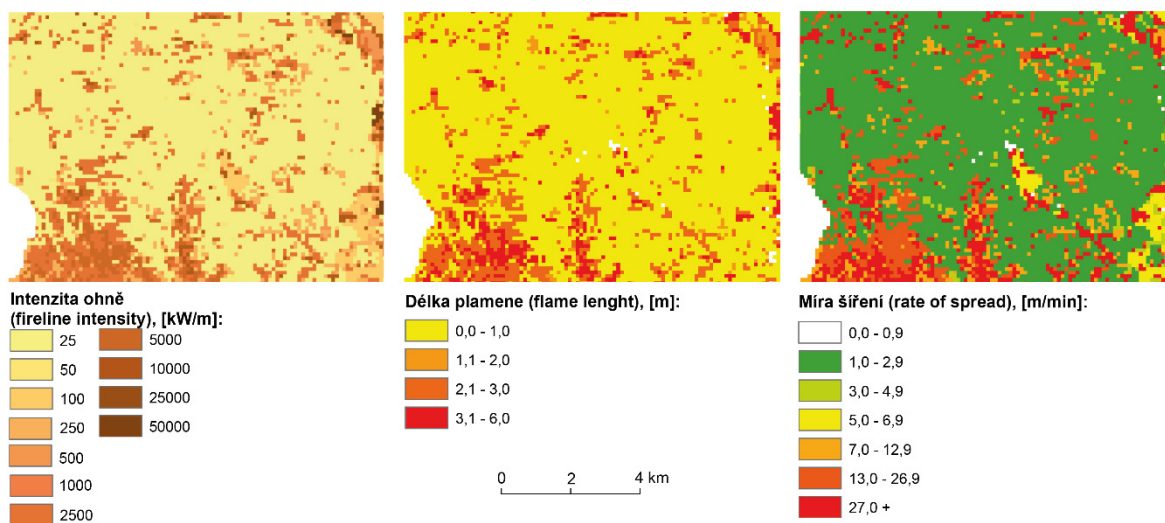 Intenzita ohně
(fireline intensity), [kW/m]:
25
50
100
250
500
1000
2500
5000
10000
25000
50000
Délka plamene (flame lenght), [m]:
0,0 - 1,0
1,1 - 2,0
2,1 - 3,0
3,1 - 6,0
0 2 4 km
Míra šíření (rate of spread), [m/min]:
0,0 - 0,9
1,0 - 2,9
3,0 - 4,9
5,0 - 6,9
7,0 - 12,9
13,0 - 26,9
27,0 +